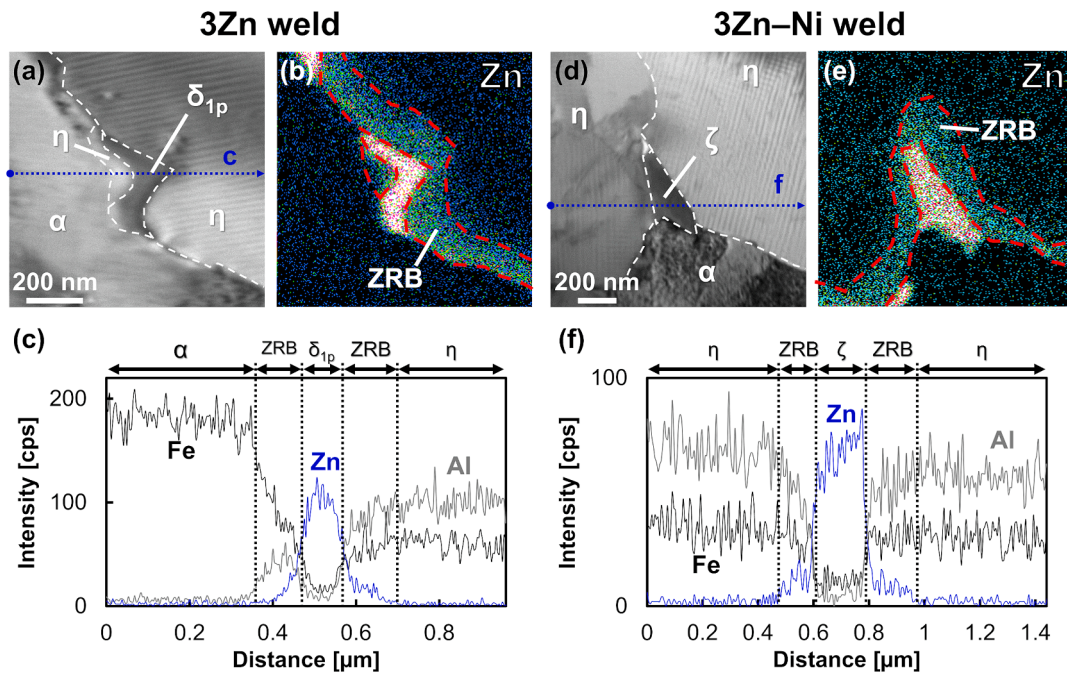 3Zn weld
3Zn–Ni weld
(a)
δ1p
η
c
α
η
200 nm
(b)
Zn
ZRB
(d)
η
η
ζ
f
α
200 nm
(e)
Zn
ZRB
(c)
α
ZRB
δ1p
ZRB
η
200
100
0
Intensity [cps]
Fe
Zn
Al
0
0.2
0.4
0.6
0.8
Distance [µm]
(f)
η
ZRB
ζ
ZRB
η
100
0
Intensity [cps]
Zn
Al
Fe
0
0.2
0.4
0.6
0.8
1
1.2
1.4
Distance [µm]